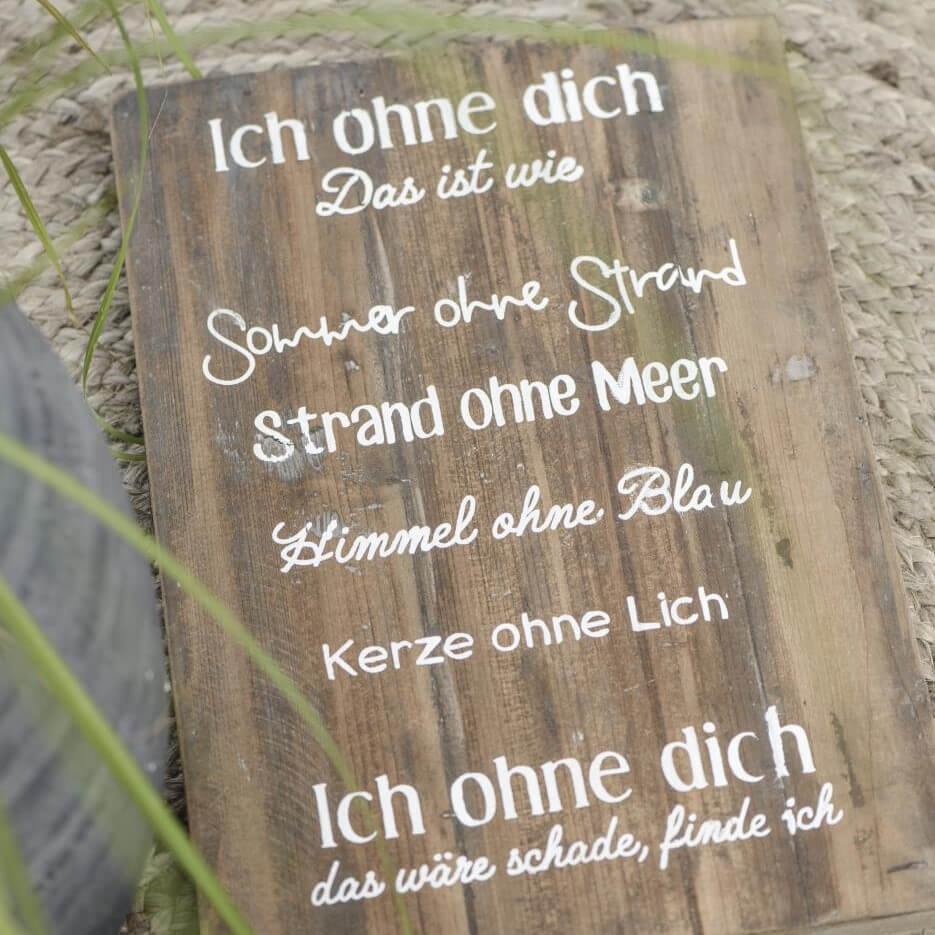 Ich ohne dich
Das ist wie
Sommer ohne Strand
Strand ohne Meer
Himmel ohne Blau
Kerze ohne Lich
Ich ohne dich
das wäre schade, finde ich